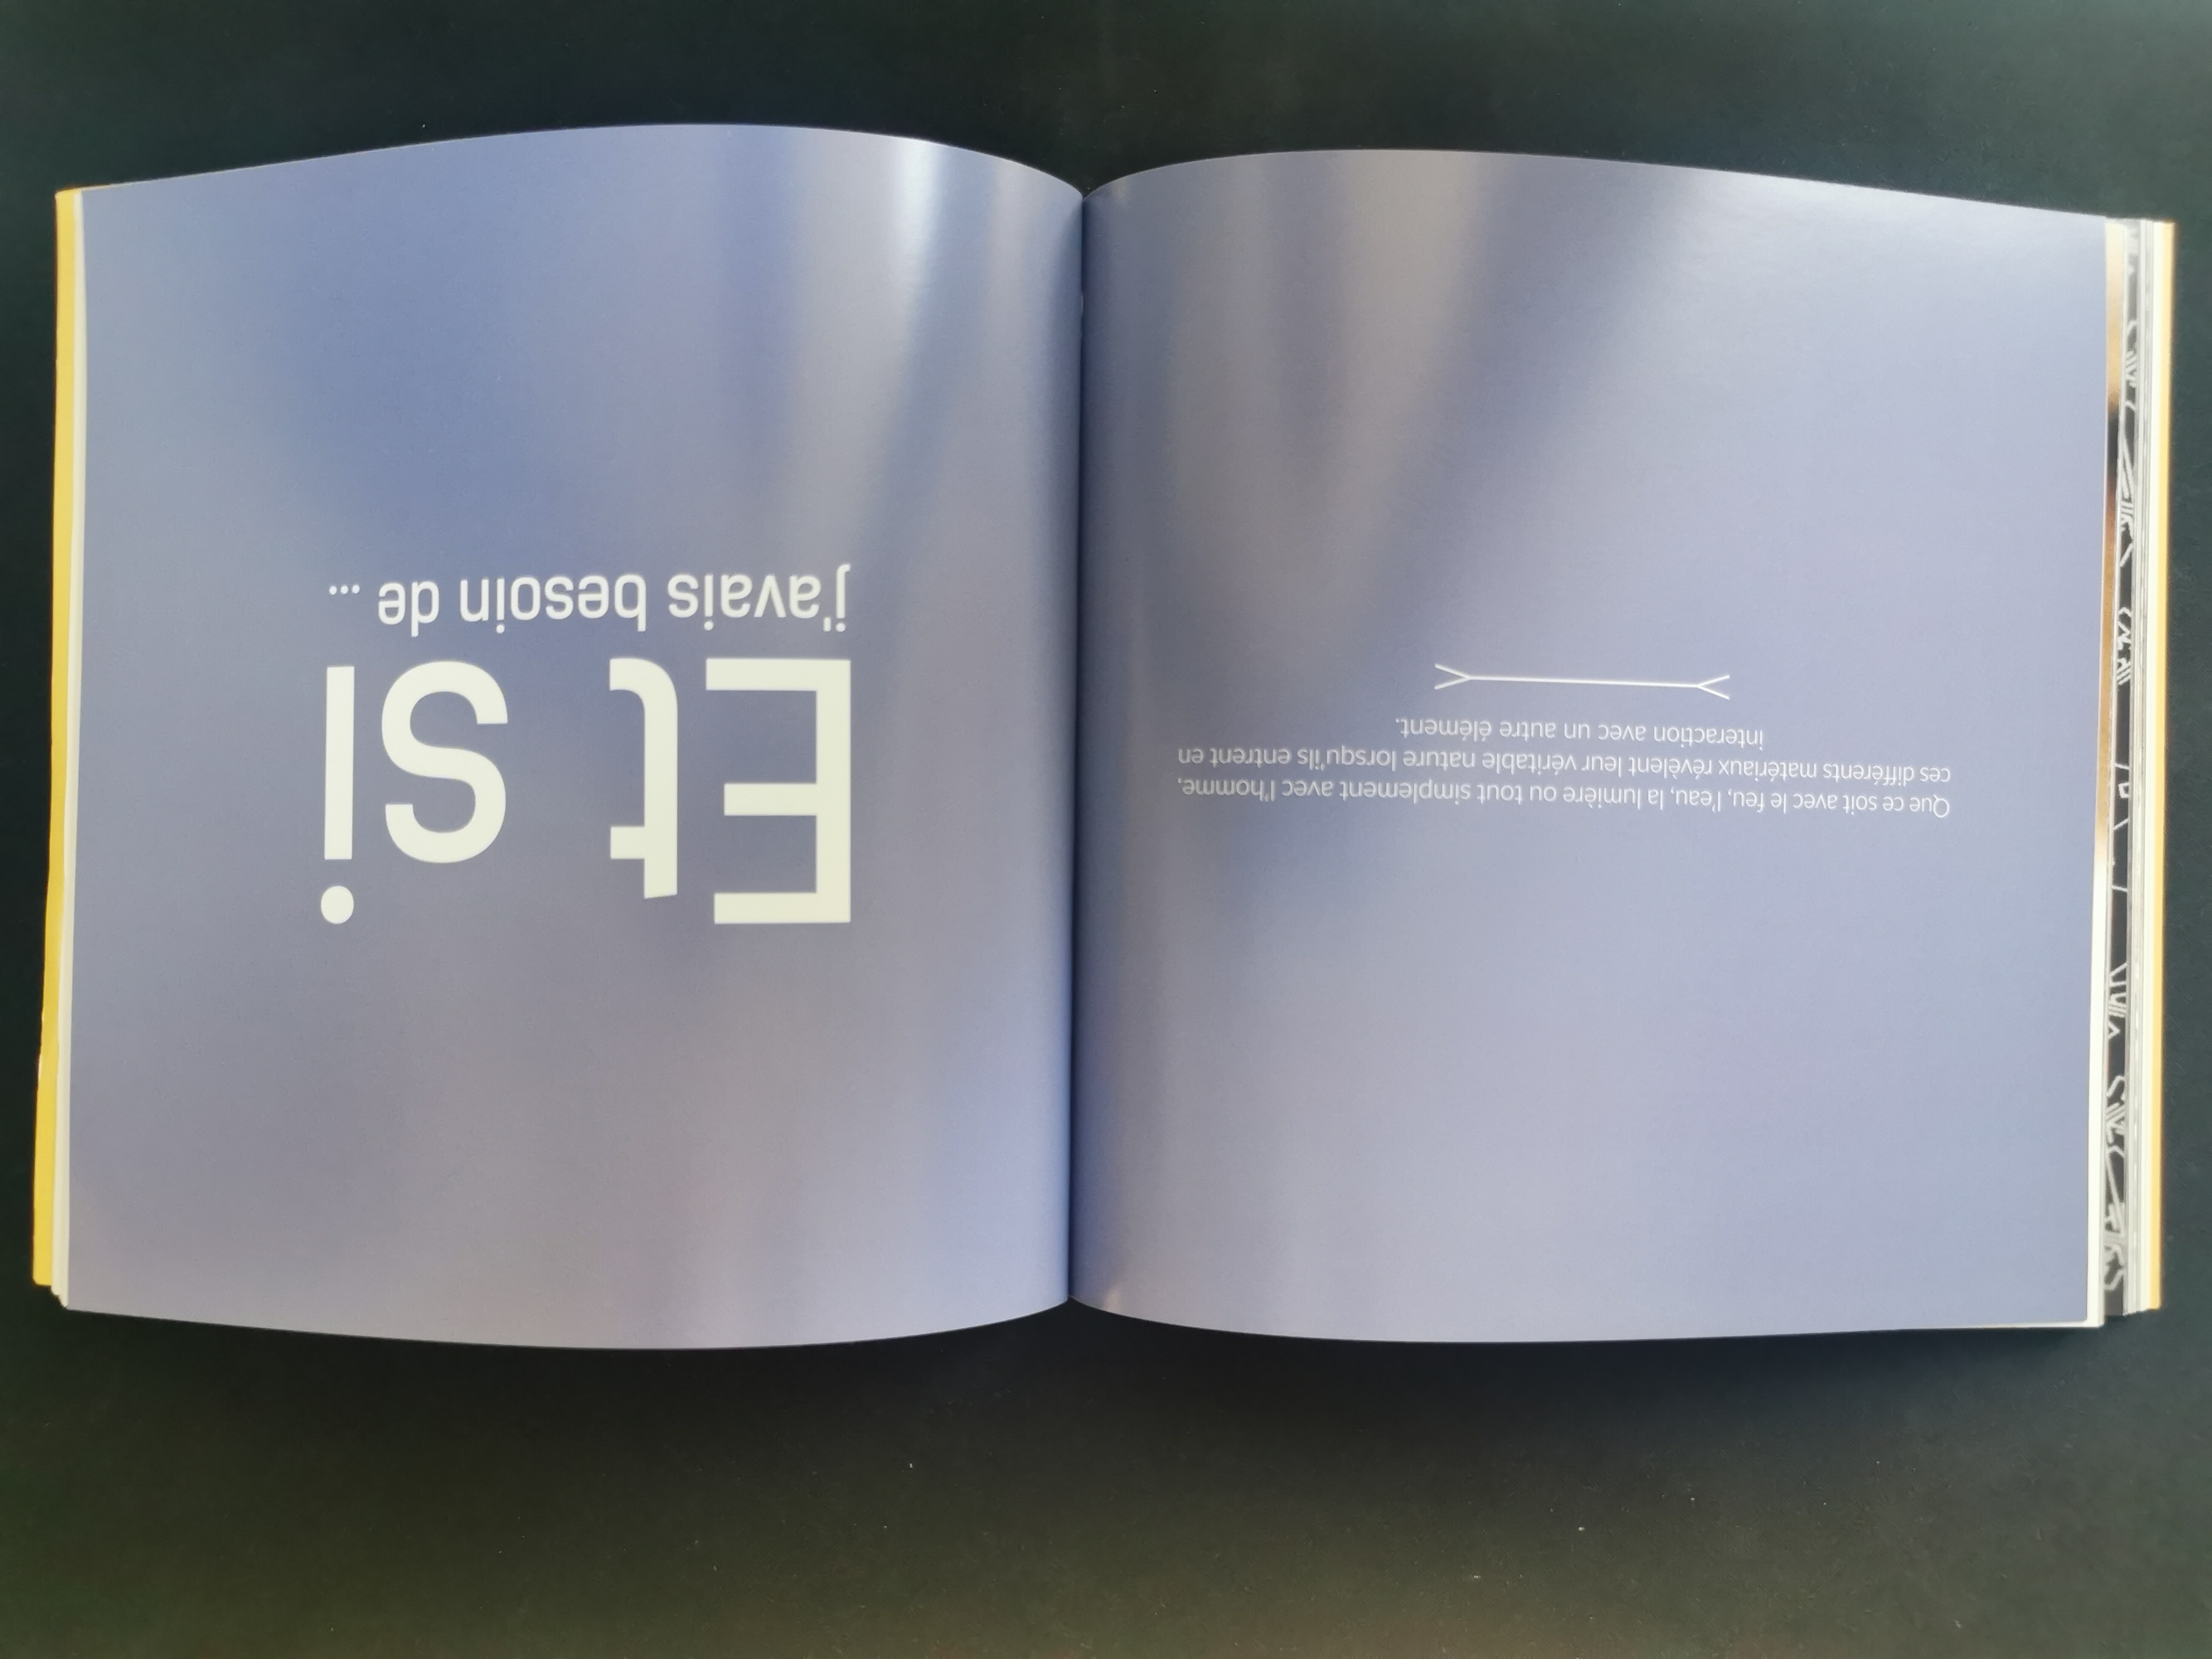 Que ce soit avec le feu, l'eau, la lumière ou tout simplement avec l'homme,
ces différents matériaux révèlent leur véritable nature lorsqu'ils entrent en
interaction avec un autre élément.
Et si
j'avais besoin de ...